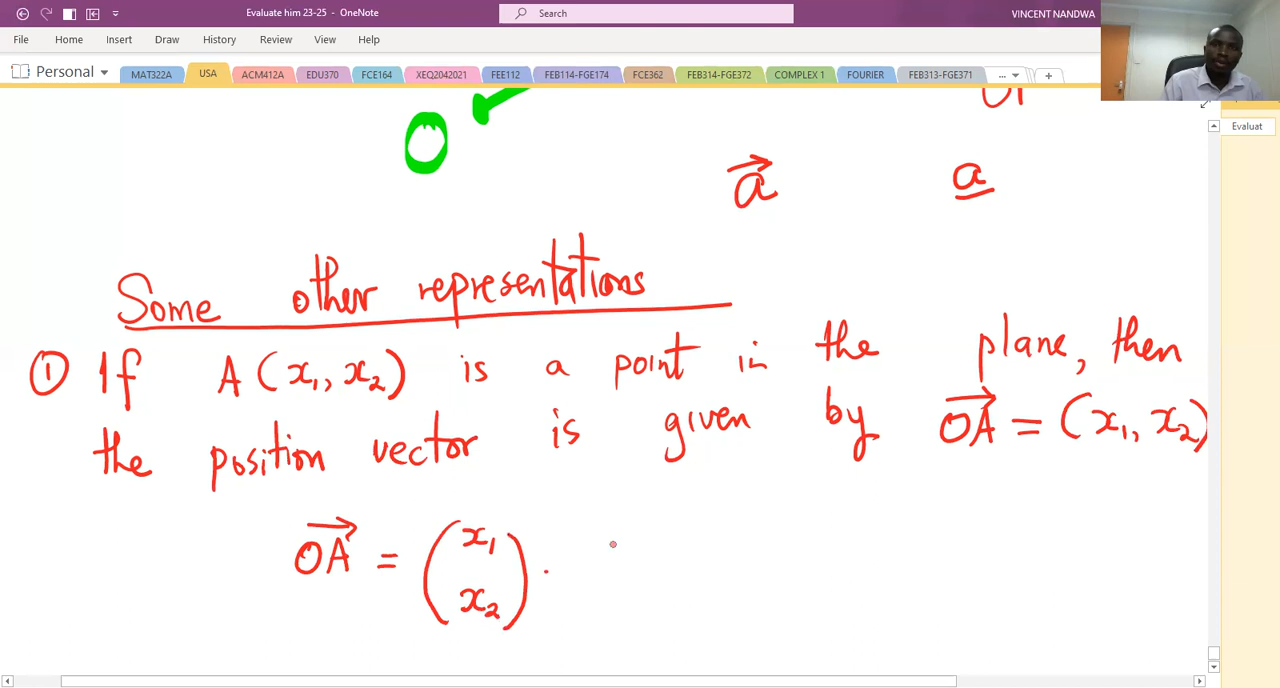 Evaluate him 23-25 - OneNote
Search
VINCENT NANDWA
File Home Insert Draw History Review View Help
Personal MAT322A USA ACM412A EDU370 FCE164 XEQ2042021 FEE112 FEB114-FGE174 FCE362 FEB314-FGE372 COMPLEX 1 FOURIER FEB313-FGE371 ... +
Evaluat
O
a⃗ a
Some other representations
① If A(x₁, x₂) is a point in the plane, then
the position vector is given by O⃗A⃗ = (x₁, x₂)
O⃗A⃗ = (x₁
x₂).